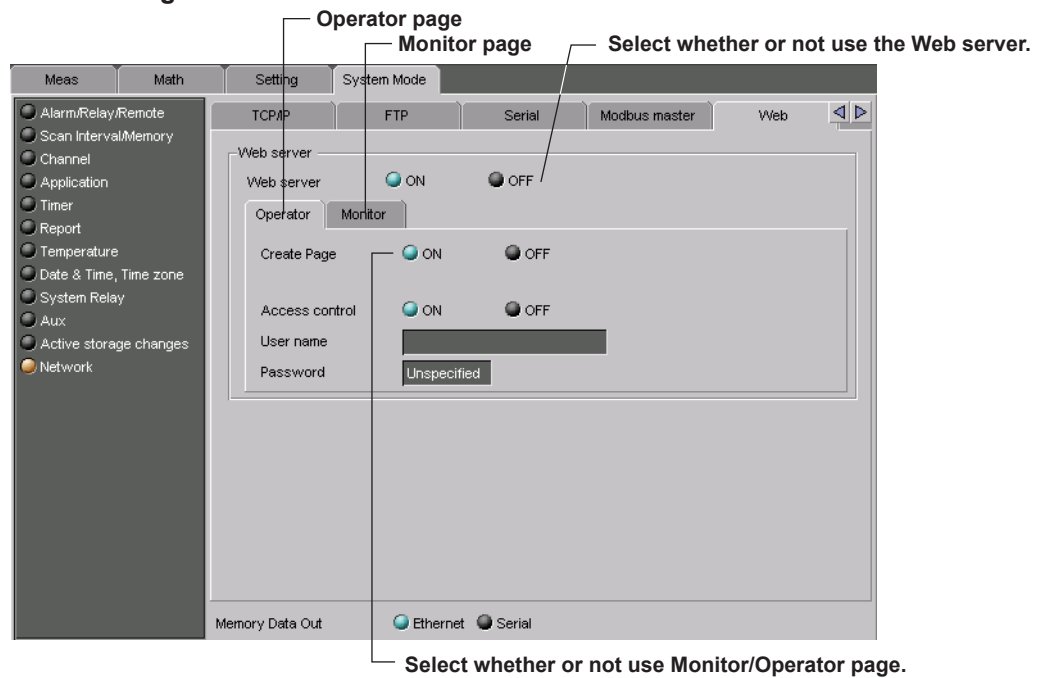 Operator page
Monitor page
Select whether or not use the Web server.
Meas Math Setting System Mode
Alarm/Relay/Remote
Scan Interval/Memory
Channel
Application
Timer
Report
Temperature
Date & Time, Time zone
System Relay
Aux
Active storage changes
Network
TCP/IP FTP Serial Modbus master Web
Web server
Web server ON OFF
Operator Monitor
Create Page ON OFF
Access control ON OFF
User name
Password Unspecified
Memory Data Out Ethernet Serial
Select whether or not use Monitor/Operator page.